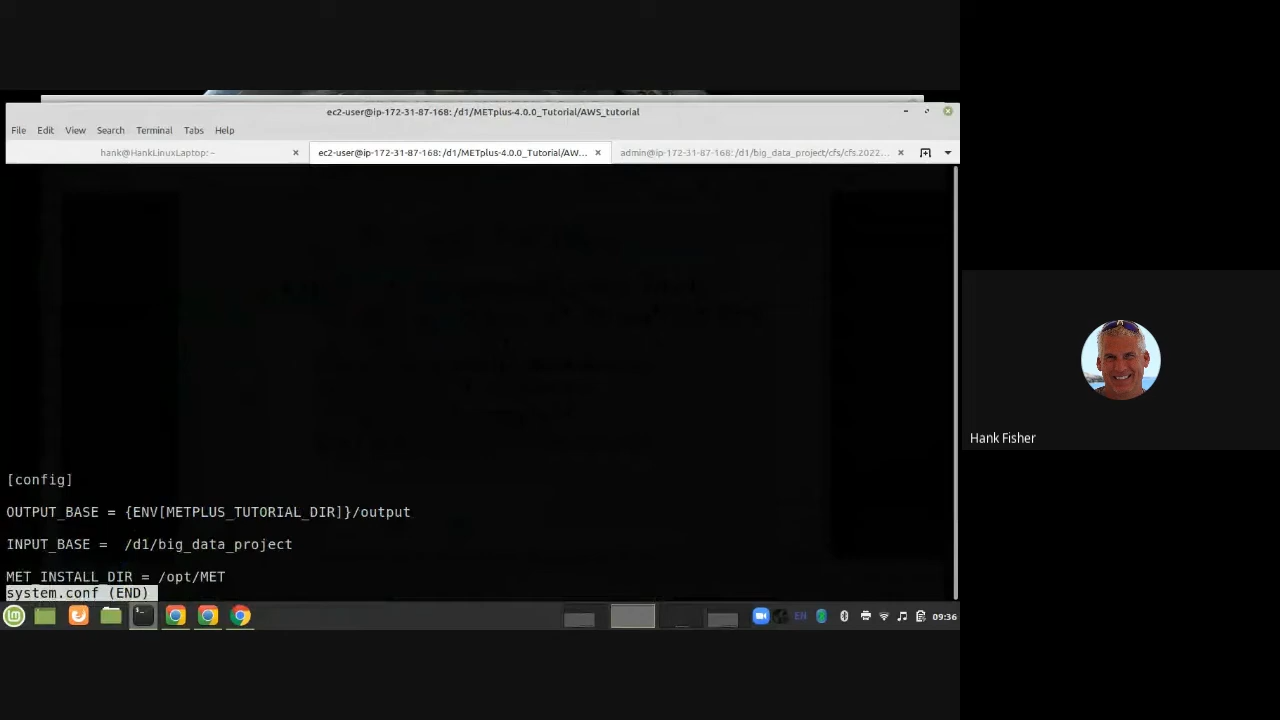 ec2-user@ip-172-31-87-168: /d1/METplus-4.0.0_Tutorial/AWS_tutorial
File Edit View Search Terminal Tabs Help
hank@HankLinuxLaptop: ~
ec2-user@ip-172-31-87-168: /d1/METplus-4.0.0_Tutorial/AW...
admin@ip-172-31-87-168: /d1/big_data_project/cfs/cfs.2022...
[config]
OUTPUT_BASE = {ENV[METPLUS_TUTORIAL_DIR]}/output
INPUT_BASE =  /d1/big_data_project
MET_INSTALL_DIR = /opt/MET
system.conf (END)
EN
09:36
Hank Fisher